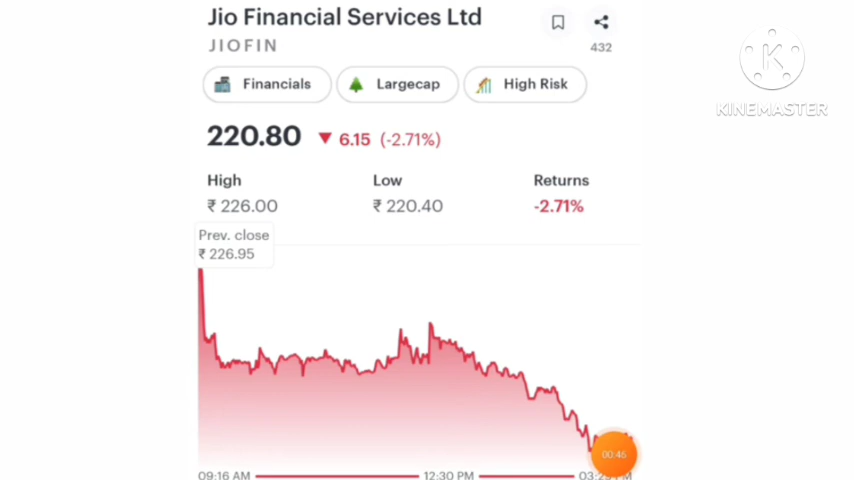 Jio Financial Services Ltd
JIOFIN
432
Financials
Largecap
High Risk
KINEMASTER
220.80 ▼ 6.15 (-2.71%)
High
Low
Returns
₹ 226.00
₹ 220.40
-2.71%
Prev. close
₹ 226.95
00:46
09:16 AM
12:30 PM